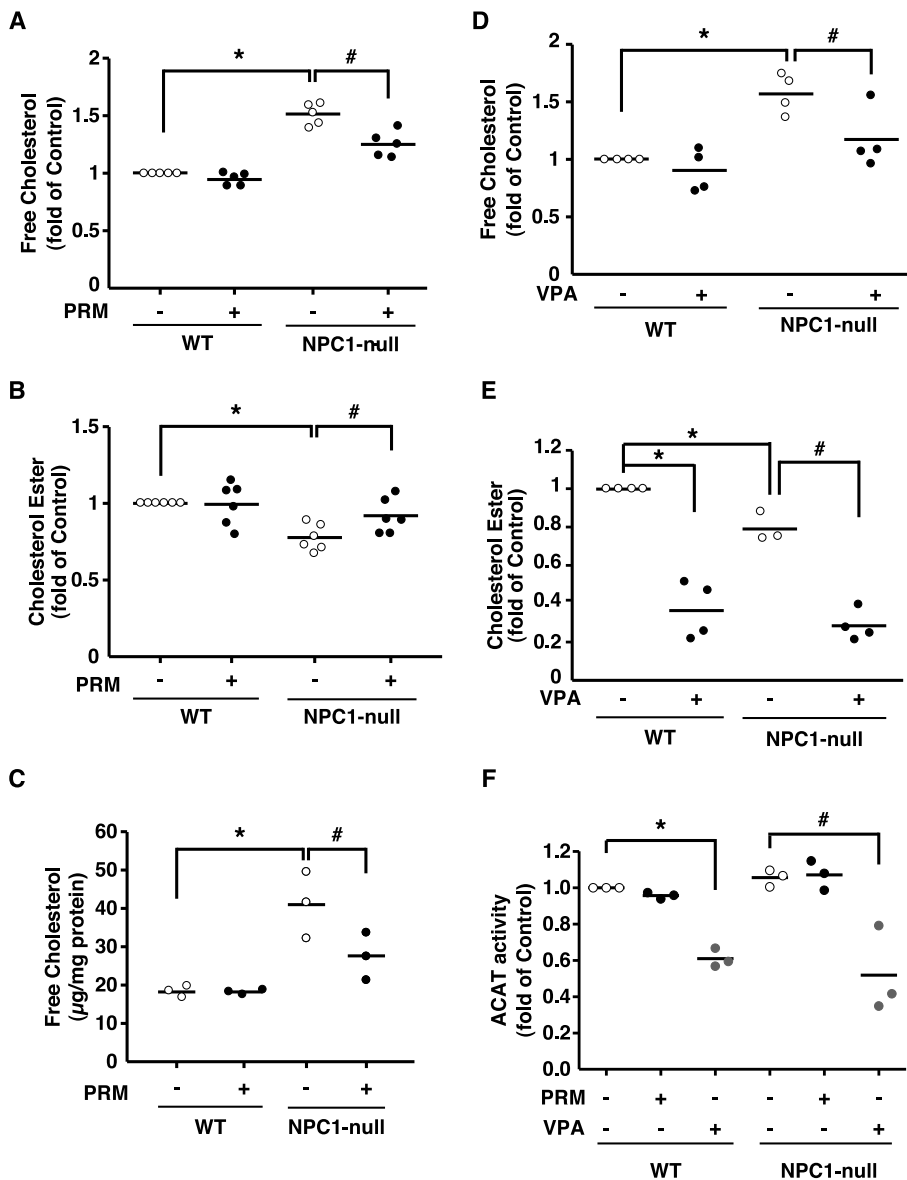 A
Free Cholesterol
(fold of Control)
2
1.5
1
0.5
0
*
#
PRM - + - +
WT NPC1-null
B
Cholesterol Ester
(fold of Control)
1.5
1
0.5
0
*
#
PRM - + - +
WT NPC1-null
C
Free Cholesterol
(µg/mg protein)
60
50
40
30
20
10
0
*
#
PRM - + - +
WT NPC1-null
D
Free Cholesterol
(fold of Control)
2
1.5
1
0.5
0
*
#
VPA - + - +
WT NPC1-null
E
Cholesterol Ester
(fold of Control)
1.2
1
0.8
0.6
0.4
0.2
0
*
*
#
VPA - + - +
WT NPC1-null
F
ACAT activity
(fold of Control)
1.2
1.0
0.8
0.6
0.4
0.2
0.0
*
#
PRM - + - - + -
VPA - - + - - +
WT NPC1-null